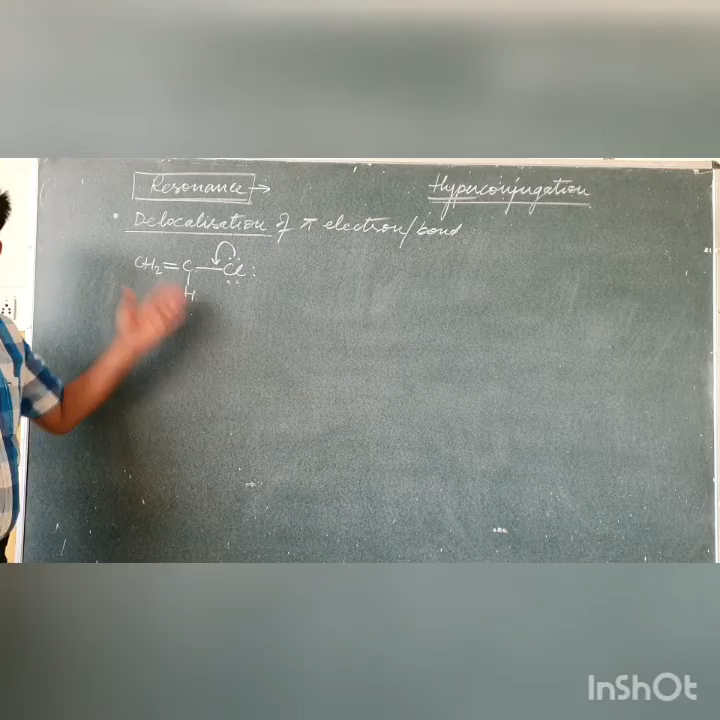 Resonance → Hyperconjugation
• Delocalisation of π electron/bond
CH₂=C—Cl:
H
InShOt